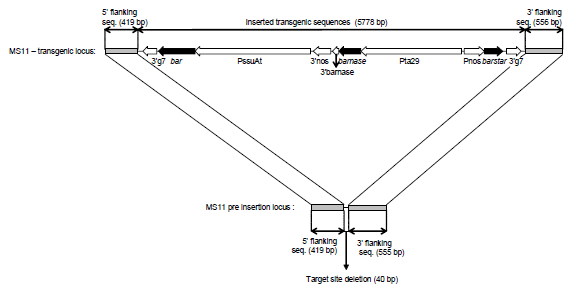 5' flanking
seq. (419 bp)
Inserted transgenic sequences (5778 bp)
3' flanking
seq. (556 bp)
MS11 – transgenic locus:
3'g7 bar PssuAt 3'nos barnase Pta29 Pnos barstar 3'g7
3'barnase
MS11 pre insertion locus :
5' flanking
seq. (419 bp)
3' flanking
seq. (555 bp)
Target site deletion (40 bp)